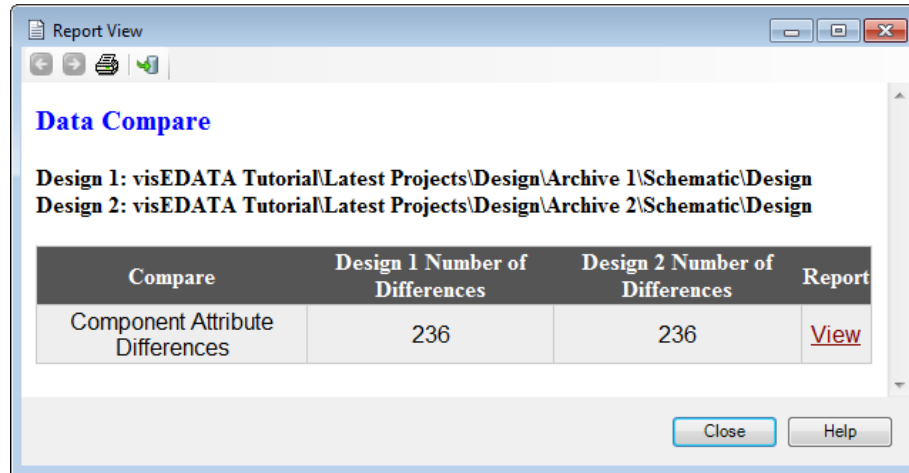 Report View
Data Compare
Design 1: visEDATA Tutorial\Latest Projects\Design\Archive 1\Schematic\Design
Design 2: visEDATA Tutorial\Latest Projects\Design\Archive 2\Schematic\Design
Compare
Design 1 Number of
Differences
Design 2 Number of
Differences
Report
Component Attribute
Differences
236
236
View
Close
Help